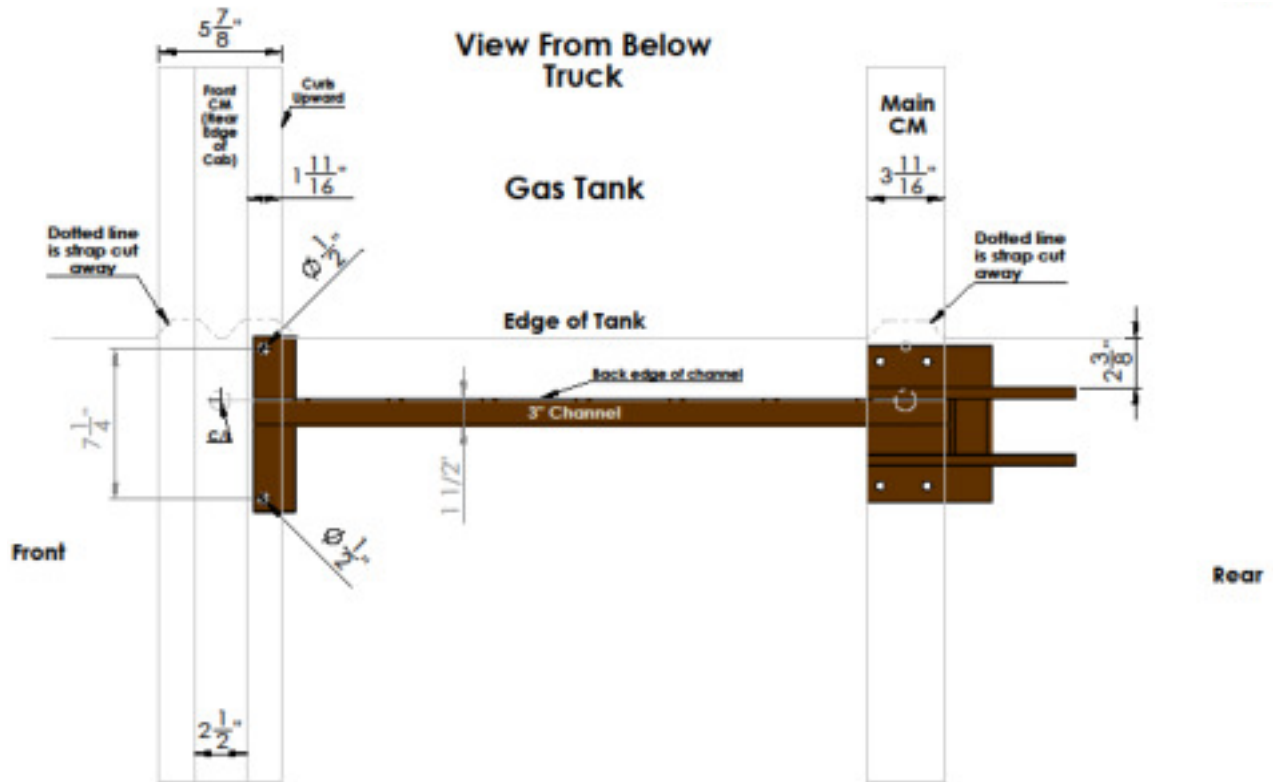 5 7/8"
View From Below
Truck
Front
CM
(Rear
Edge
of
Cab)
Curls
Upward
Main
CM
1 11/16"
3 11/16"
Gas Tank
Dotted line
is strap cut
away
Ø 1/2"
Dotted line
is strap cut
away
Edge of Tank
2 3/8"
Back edge of channel
3" Channel
7 1/4"
1 1/2"
Ø 1/2"
Front
Rear
2 1/2"